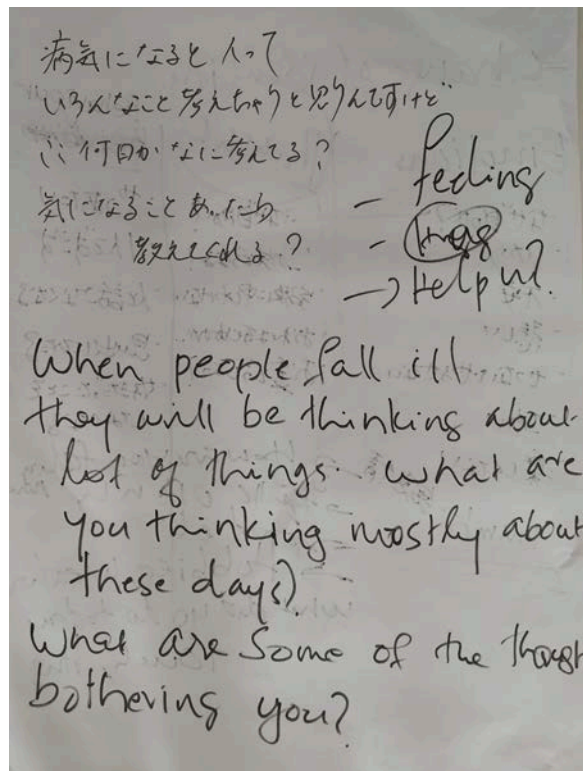 病気になると人って
いろんなこと考えちゃうと思うんですけど
ここ何日かなに考えてる?
気になることあったら
教えてくれる?
- feeling
-
→ Helpful?
When people fall ill
they will be thinking about
lot of things. What are
you thinking mostly about
these days?
What are some of the though
bothering you?